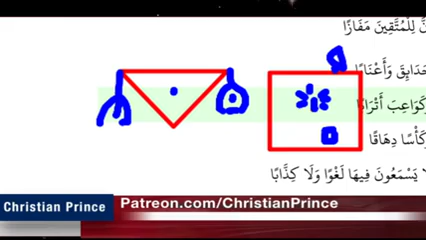 نَّ لِلْمُتَّقِينَ مَفَازًا
حَدَائِقَ وَأَعْنَابًا
كَوَاعِبَ أَتْرَابًا
كَأْسًا دِهَاقًا
ا يَسْمَعُونَ فِيهَا لَغْوًا وَلَا كِذَّابًا
Christian Prince
Patreon.com/ChristianPrince